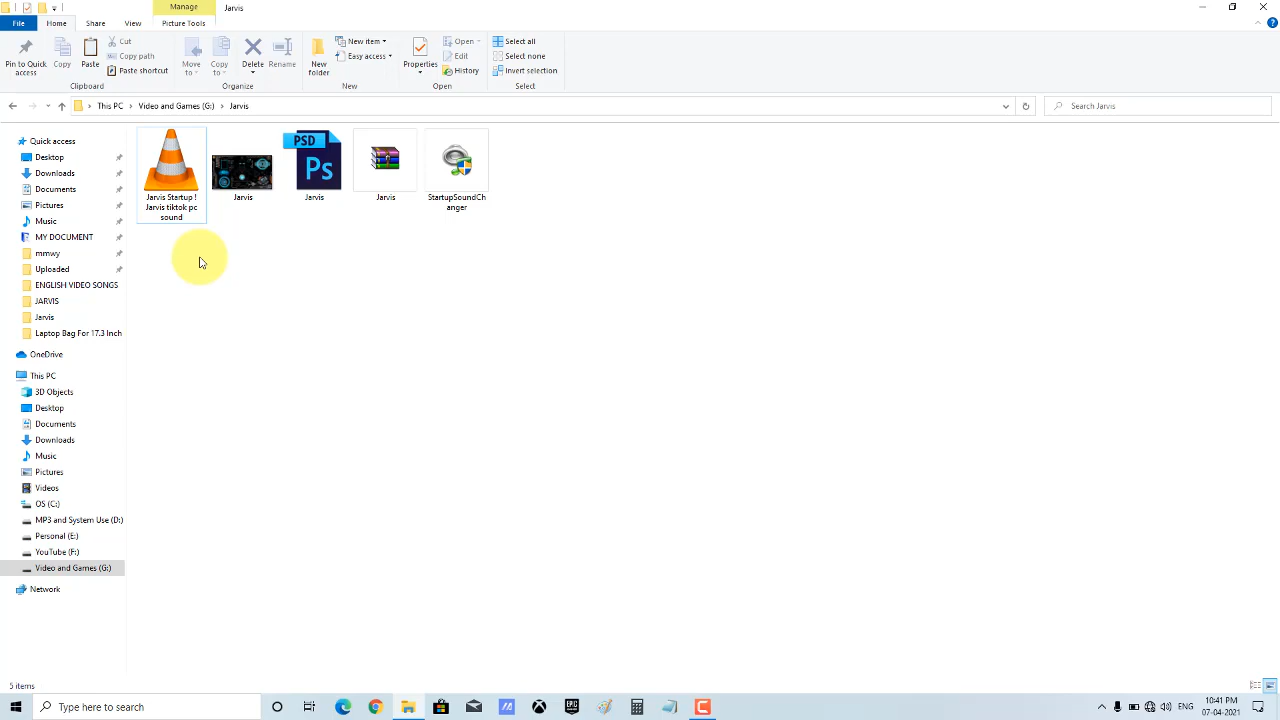 Manage
Jarvis
File
Home
Share
View
Picture Tools
Pin to Quick
access
Copy
Paste
Cut
Copy path
Paste shortcut
Clipboard
Move
to
Copy
to
Delete
Rename
Organize
New
folder
New item
Easy access
New
Properties
Open
Edit
History
Open
Select all
Select none
Invert selection
Select
This PC
Video and Games (G:)
Jarvis
Search Jarvis
Quick access
Desktop
Downloads
Documents
Pictures
Music
MY DOCUMENT
mmwy
Uploaded
ENGLISH VIDEO SONGS
JARVIS
Jarvis
Laptop Bag For 17.3 Inch
OneDrive
This PC
3D Objects
Desktop
Documents
Downloads
Music
Pictures
Videos
OS (C:)
MP3 and System Use (D:)
Personal (E:)
YouTube (F:)
Video and Games (G:)
Network
Jarvis Startup !
Jarvis tiktok pc
sound
Jarvis
PSD
Ps
Jarvis
Jarvis
StartupSoundCh
anger
5 items
Type here to search
EPIC
ENG
10:41 PM
07-04-2021